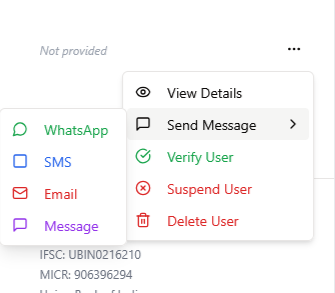 Not provided
View Details
Send Message
Verify User
Suspend User
Delete User
WhatsApp
SMS
Email
Message
IFSC: UBIN0216210
MICR: 906396294